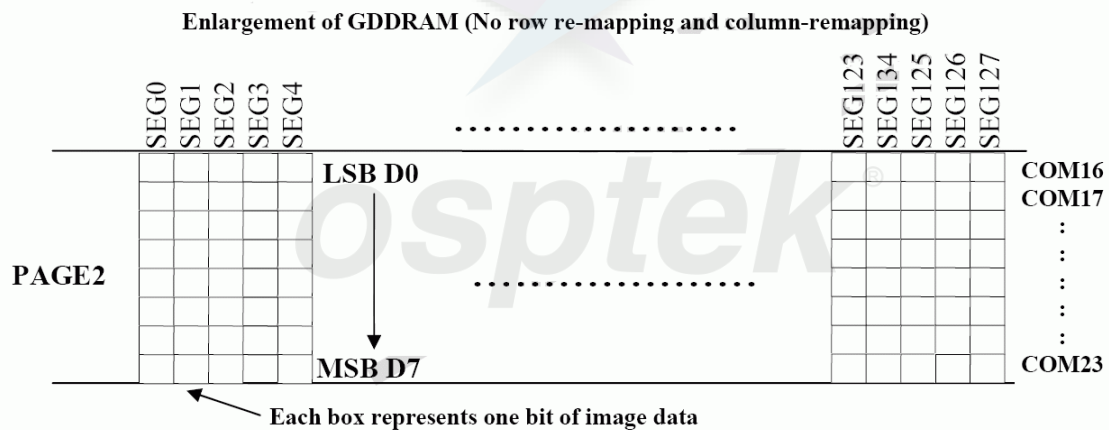 Enlargement of GDDRAM (No row re-mapping and column-remapping)
SEG0
SEG1
SEG2
SEG3
SEG4
SEG123
SEG134
SEG125
SEG126
SEG127
LSB D0
COM16
COM17
osptek®
PAGE2
MSB D7
COM23
Each box represents one bit of image data